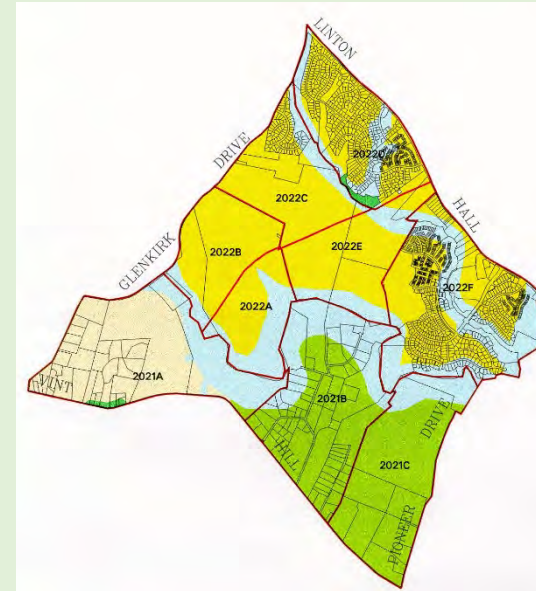 LINTON
2022D
DRIVE
2022C
HALL
2022E
GLENKIRK
2022B
2022F
2022A
2021A
VINT
2021B
HILL
DRIVE
2021C
PIONEER